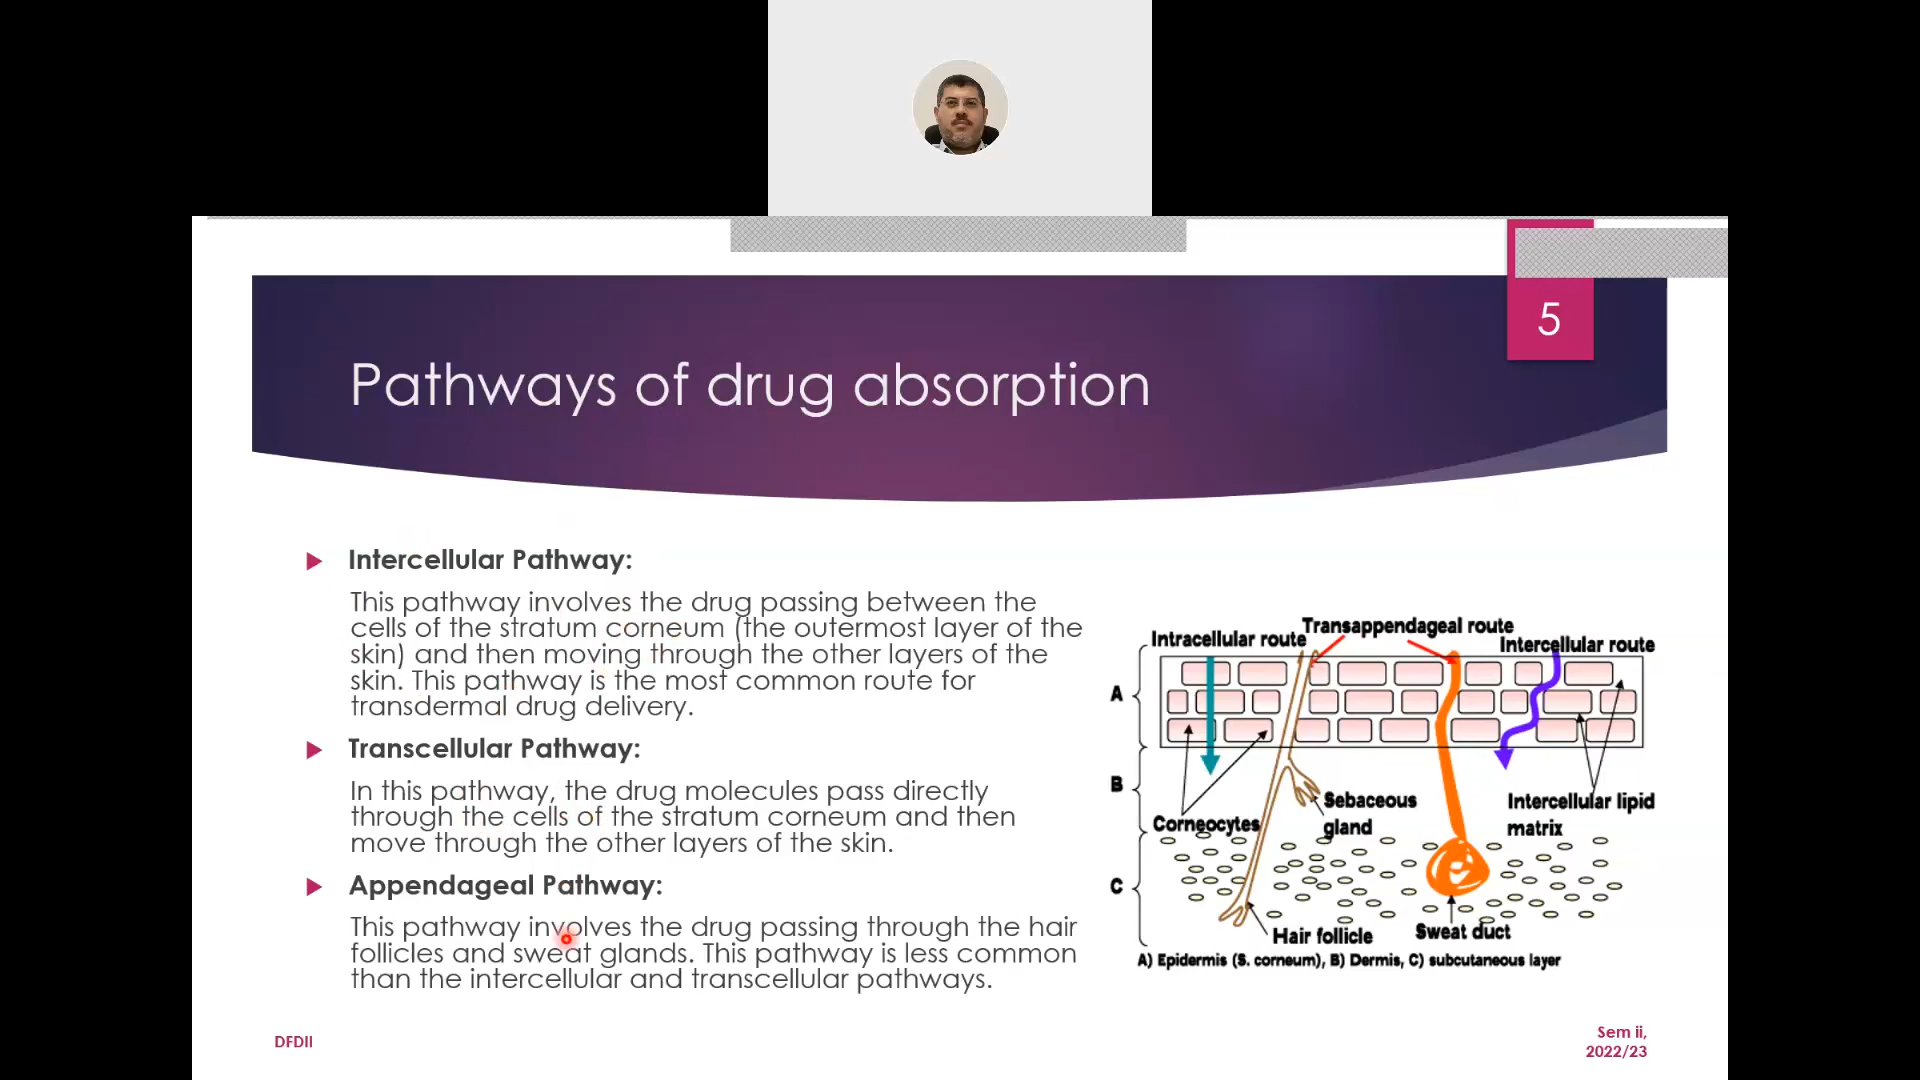 5
Pathways of drug absorption
Intercellular Pathway:
This pathway involves the drug passing between the
cells of the stratum corneum (the outermost layer of the
skin) and then moving through the other layers of the
skin. This pathway is the most common route for
transdermal drug delivery.
Transcellular Pathway:
In this pathway, the drug molecules pass directly
through the cells of the stratum corneum and then
move through the other layers of the skin.
Appendageal Pathway:
This pathway involves the drug passing through the hair
follicles and sweat glands. This pathway is less common
than the intercellular and transcellular pathways.
Transappendageal route
Intracellular route
Intercellular route
A
B
Sebaceous
gland
Intercellular lipid
matrix
Corneocytes
C
Hair follicle
Sweat duct
A) Epidermis (S. corneum), B) Dermis, C) subcutaneous layer
DFDII
Sem ii,
2022/23